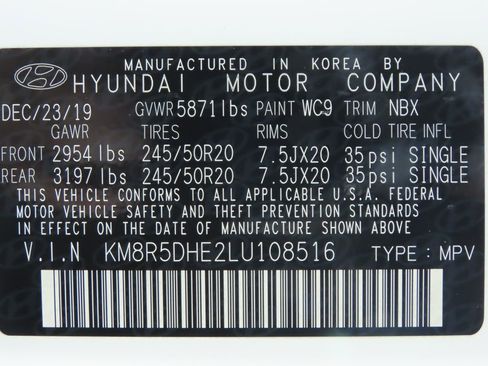 MANUFACTURED IN KOREA BY
HYUNDAI MOTOR COMPANY
DEC/23/19 GVWR 5871lbs PAINT WC9 TRIM NBX
GAWR TIRES RIMS COLD TIRE INFL
FRONT 2954 lbs 245/50R20 7.5JX20 35psi SINGLE
REAR 3197 lbs 245/50R20 7.5JX20 35psi SINGLE
THIS VEHICLE CONFORMS TO ALL APPLICABLE U.S.A. FEDERAL
MOTOR VEHICLE SAFETY AND THEFT PREVENTION STANDARDS
IN EFFECT ON THE DATE OF MANUFACTURE SHOWN ABOVE.
V.I.N KM8R5DHE2LU108516 TYPE : MPV